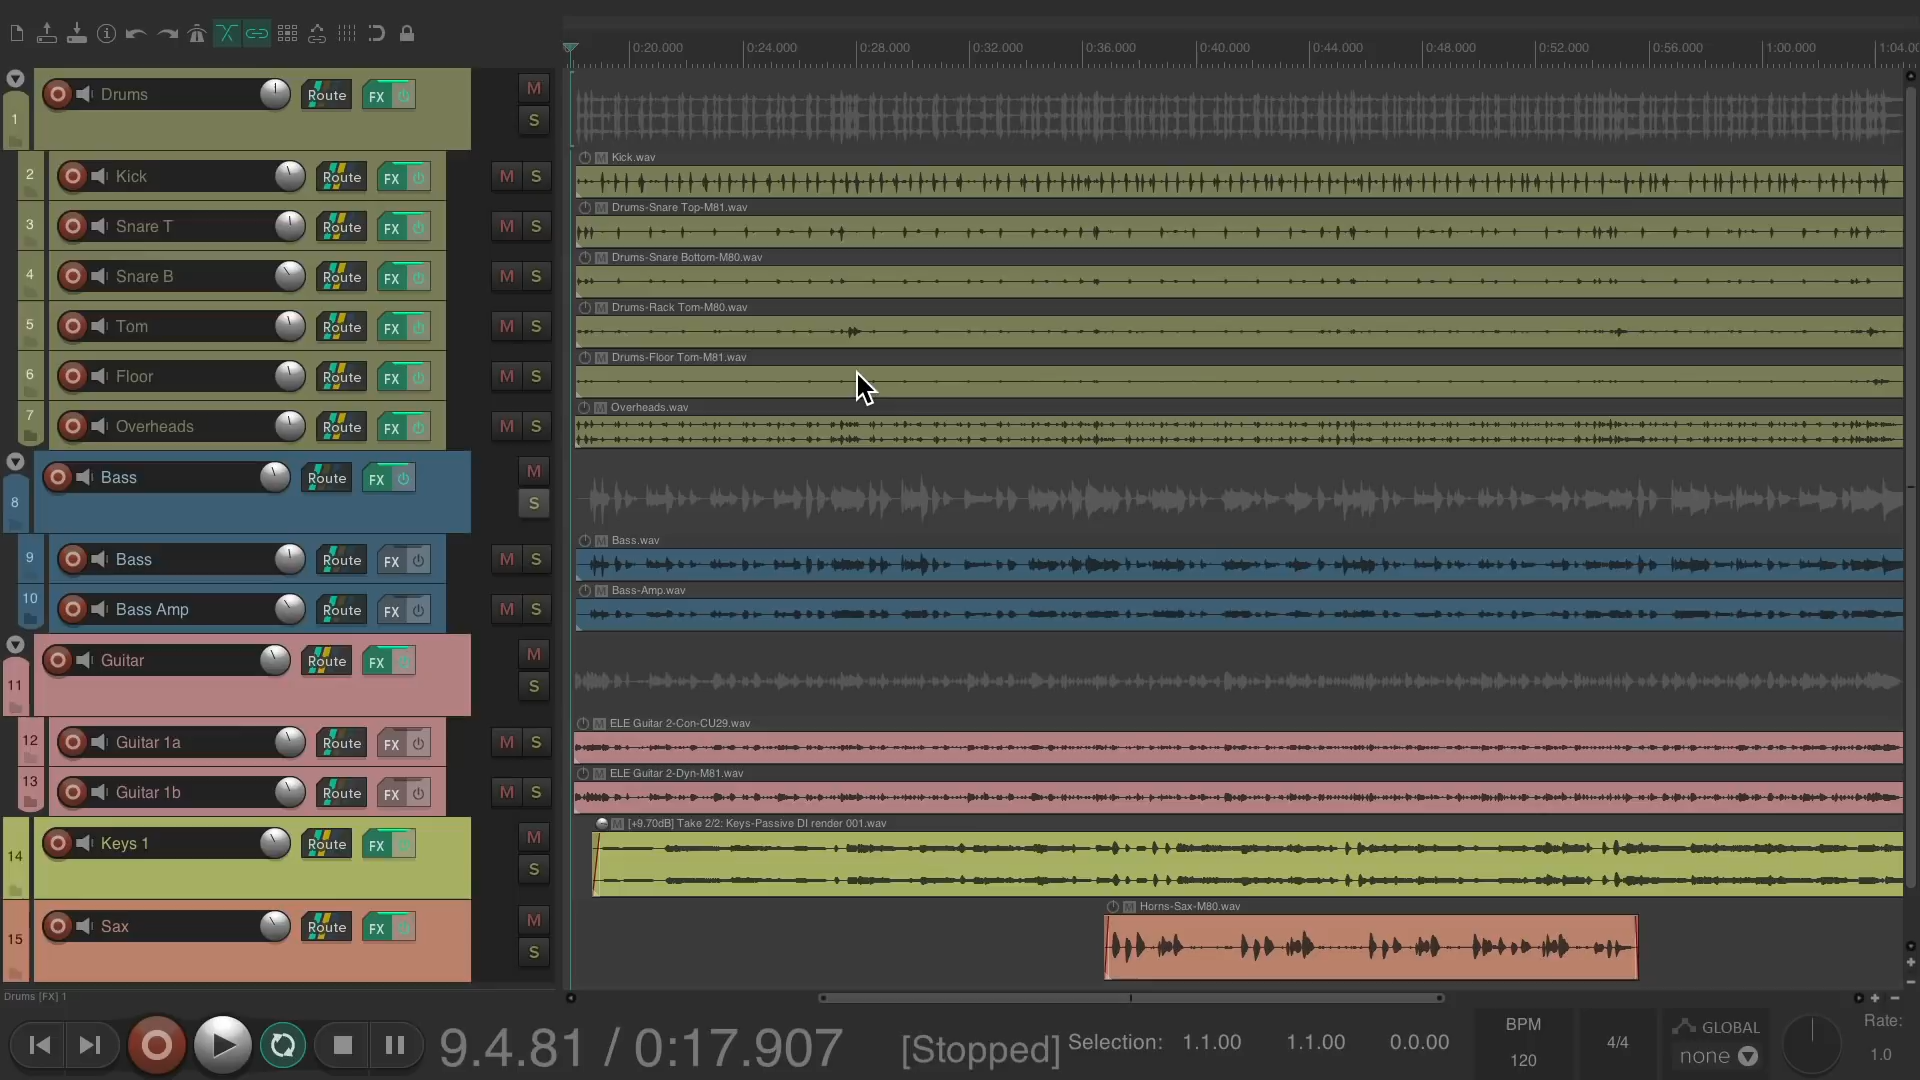 0:20.000 0:24.000 0:28.000 0:32.000 0:36.000 0:40.000 0:44.000 0:48.000 0:52.000 0:56.000 1:00.000 1:04.0
1 Drums Route FX M S
Kick.wav
2 Kick Route FX M S
Drums-Snare Top-M81.wav
3 Snare T Route FX M S
Drums-Snare Bottom-M80.wav
4 Snare B Route FX M S
Drums-Rack Tom-M80.wav
5 Tom Route FX M S
Drums-Floor Tom-M81.wav
6 Floor Route FX M S
Overheads.wav
7 Overheads Route FX M S
8 Bass Route FX M S
Bass.wav
9 Bass Route FX M S
Bass-Amp.wav
10 Bass Amp Route FX M S
11 Guitar Route FX M S
ELE Guitar 2-Con-CU29.wav
12 Guitar 1a Route FX M S
ELE Guitar 2-Dyn-M81.wav
13 Guitar 1b Route FX M S
[+9.70dB] Take 2/2: Keys-Passive DI render 001.wav
14 Keys 1 Route FX M S
Horns-Sax-M80.wav
15 Sax Route FX M S
Drums [FX] 1
9.4.81 / 0:17.907 [Stopped] Selection: 1.1.00 1.1.00 0.0.00
BPM
120
4/4
GLOBAL
none
Rate:
1.0